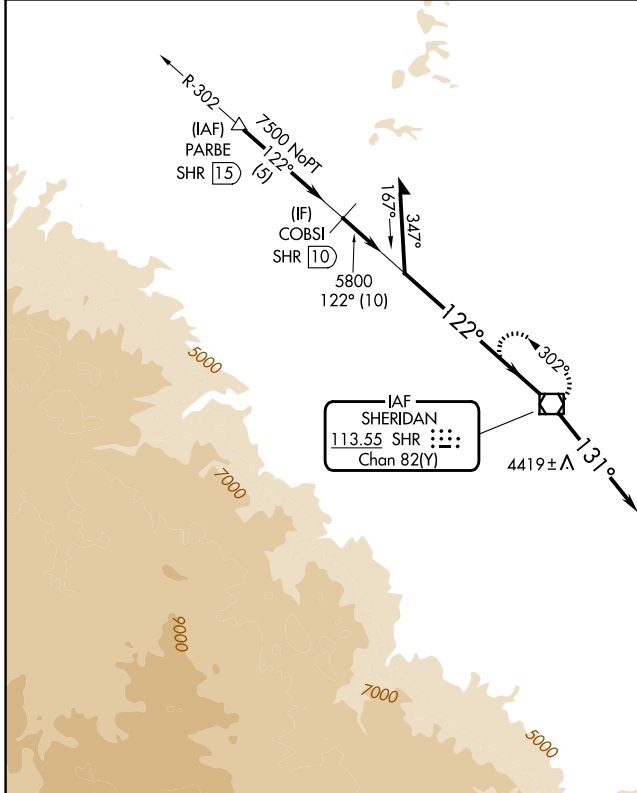 R-302
(IAF)
PARBE
SHR 15
7500 NoPT
122°
(5)
(IF)
COBSI
SHR 10
167°
347°
5800
122° (10)
122°
302°
IAF
SHERIDAN
113.55 SHR
Chan 82(Y)
4419±
131°
5000
7000
9000
7000
5000